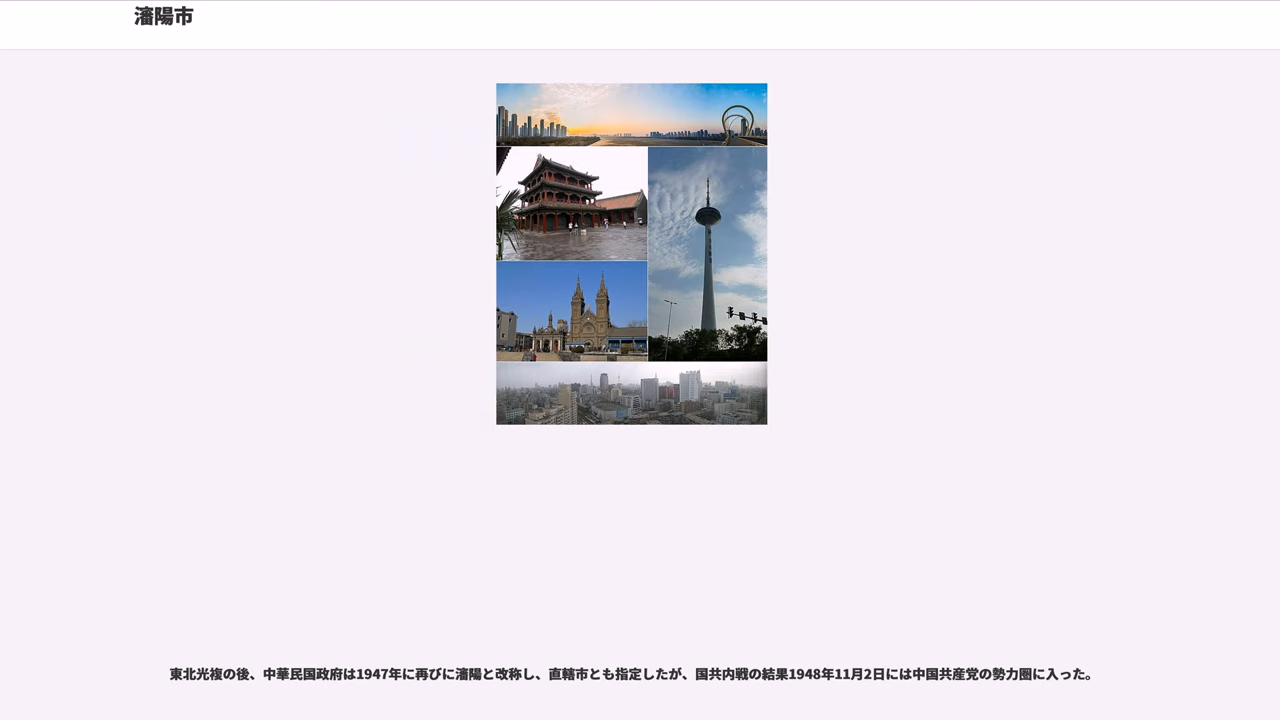 瀋陽市
東北光複の後、中華民国政府は1947年に再びに瀋陽と改称し、直轄市とも指定したが、国共内戦の結果1948年11月2日には中国共産党の勢力圏に入った。